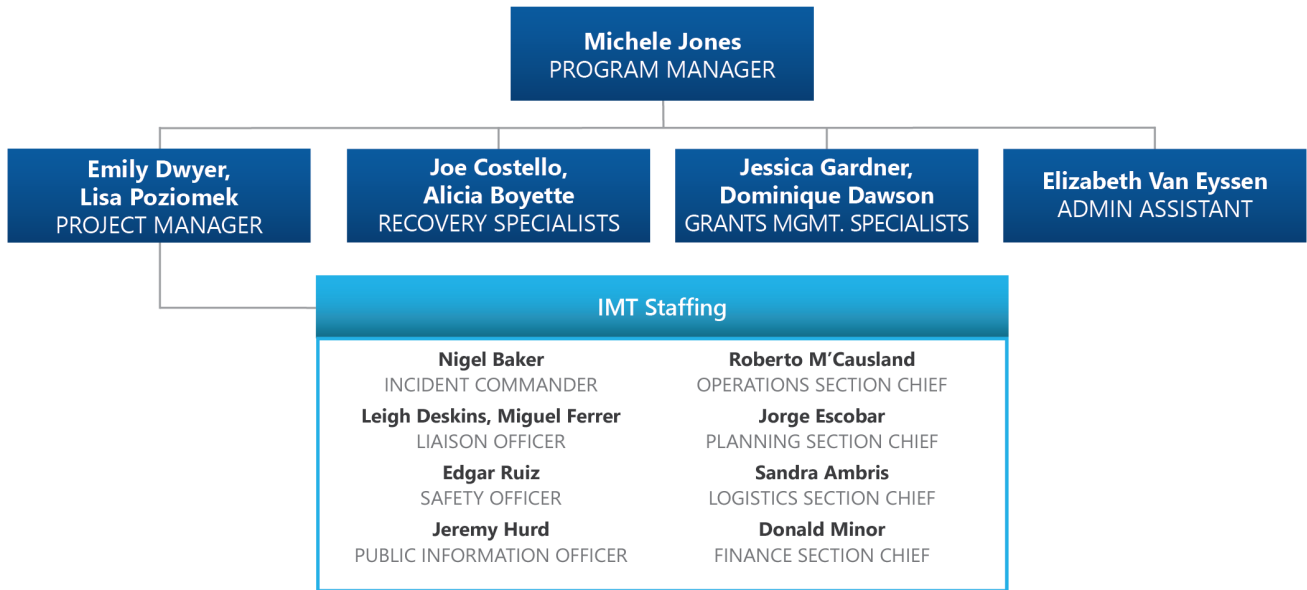 Michele Jones
PROGRAM MANAGER
Emily Dwyer,
Lisa Poziomek
PROJECT MANAGER
Joe Costello,
Alicia Boyette
RECOVERY SPECIALISTS
Jessica Gardner,
Dominique Dawson
GRANTS MGMT. SPECIALISTS
Elizabeth Van Eyssen
ADMIN ASSISTANT
IMT Staffing
Nigel Baker
INCIDENT COMMANDER
Leigh Deskins, Miguel Ferrer
LIAISON OFFICER
Edgar Ruiz
SAFETY OFFICER
Jeremy Hurd
PUBLIC INFORMATION OFFICER
Roberto M’Causland
OPERATIONS SECTION CHIEF
Jorge Escobar
PLANNING SECTION CHIEF
Sandra Ambris
LOGISTICS SECTION CHIEF
Donald Minor
FINANCE SECTION CHIEF